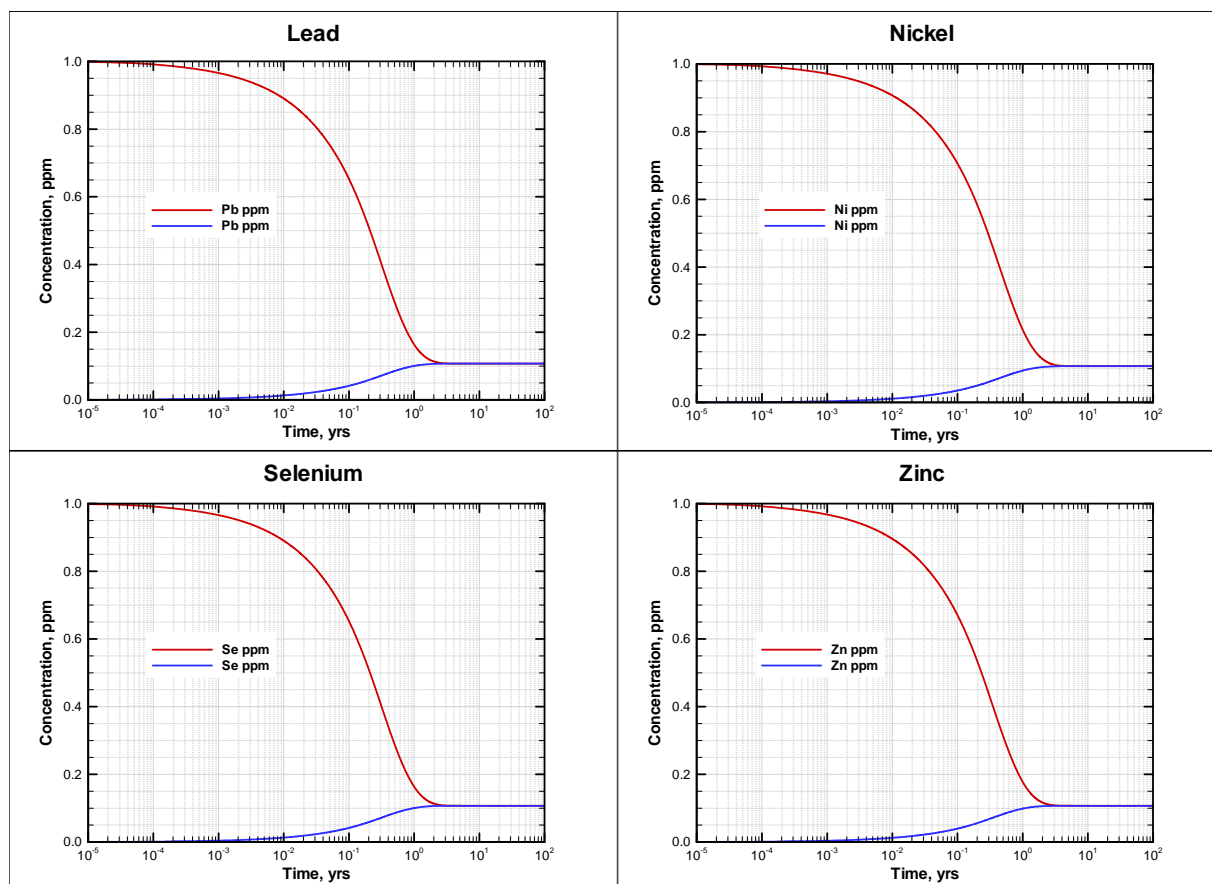 Lead
Concentration, ppm
1.0
0.8
0.6
0.4
0.2
0.0
Pb ppm
Pb ppm
10-5 10-4 10-3 10-2 10-1 100 101 102
Time, yrs
Nickel
Concentration, ppm
1.0
0.8
0.6
0.4
0.2
0.0
Ni ppm
Ni ppm
10-5 10-4 10-3 10-2 10-1 100 101 102
Time, yrs
Selenium
Concentration, ppm
1.0
0.8
0.6
0.4
0.2
0.0
Se ppm
Se ppm
10-5 10-4 10-3 10-2 10-1 100 101 102
Time, yrs
Zinc
Concentration, ppm
1.0
0.8
0.6
0.4
0.2
0.0
Zn ppm
Zn ppm
10-5 10-4 10-3 10-2 10-1 100 101 102
Time, yrs